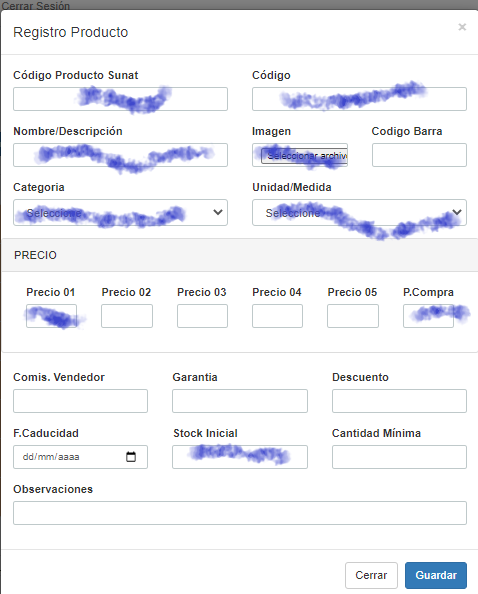 Cerrar Sesión
Registro Producto ×
Código Producto Sunat Código
Nombre/Descripción Imagen Codigo Barra
Seleccionar archivo
Categoria Unidad/Medida
Seleccione Seleccione
PRECIO
Precio 01 Precio 02 Precio 03 Precio 04 Precio 05 P.Compra
Comis. Vendedor Garantia Descuento
F.Caducidad Stock Inicial Cantidad Mínima
dd/mm/aaaa
Observaciones
Cerrar Guardar